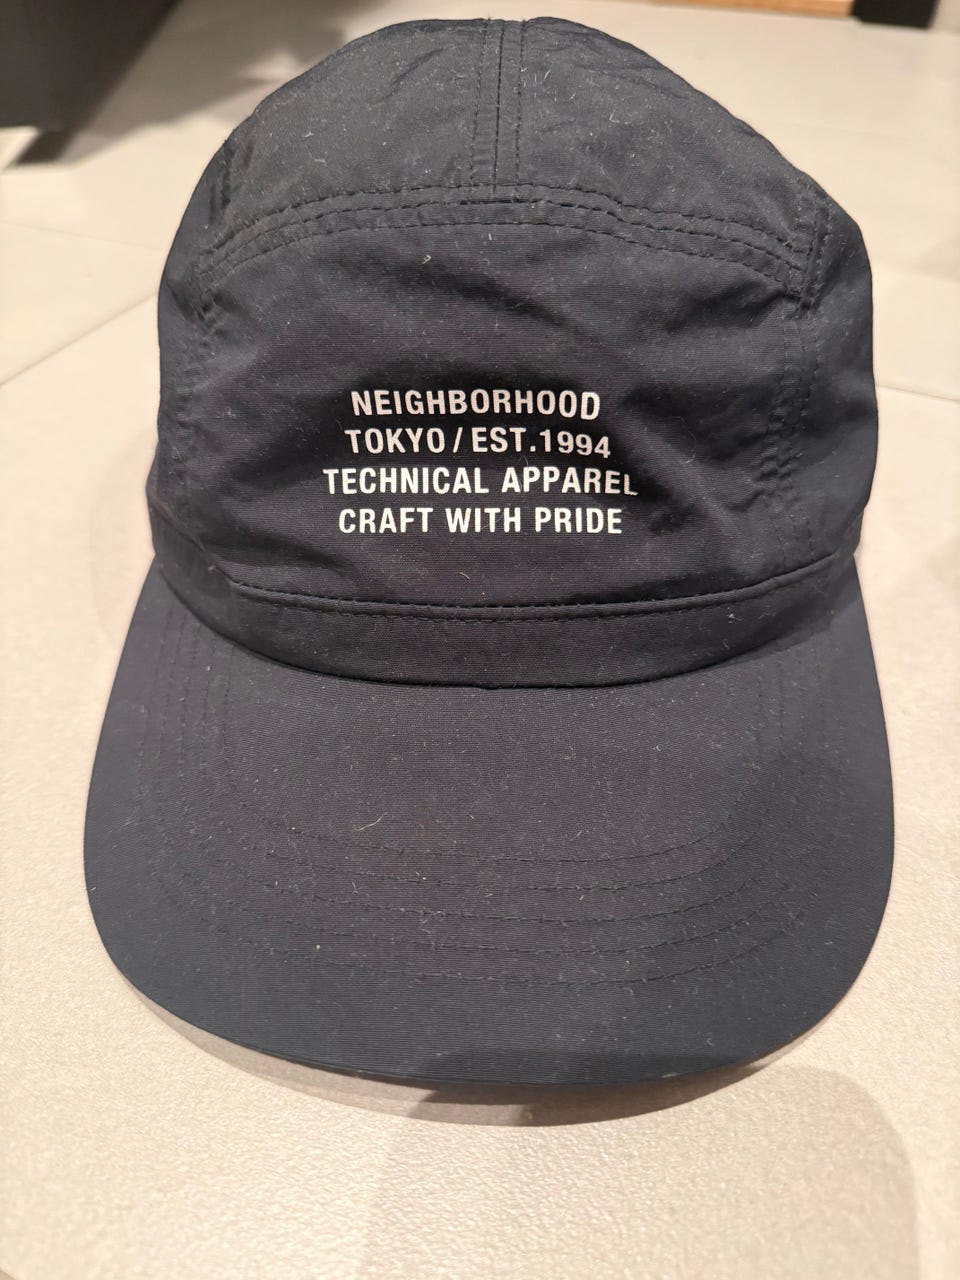 NEIGHBORHOOD
TOKYO / EST.1994
TECHNICAL APPAREL
CRAFT WITH PRIDE